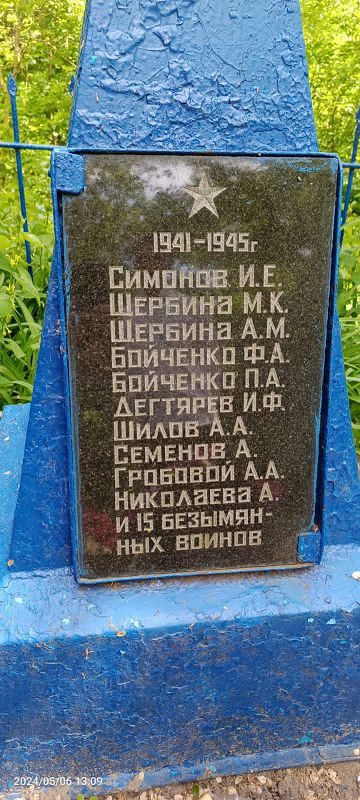 1941-1945г
Симонов И.Е.
Щербина М.К.
Щербина А.М.
Бойченко Ф.А.
Бойченко П.А.
Дегтярев И.Ф.
Шилов А.А.
Семенов А.
Гробовой А.А.
Николаева А.
и 15 безымян-
ных воинов
2024/05/06 13:09